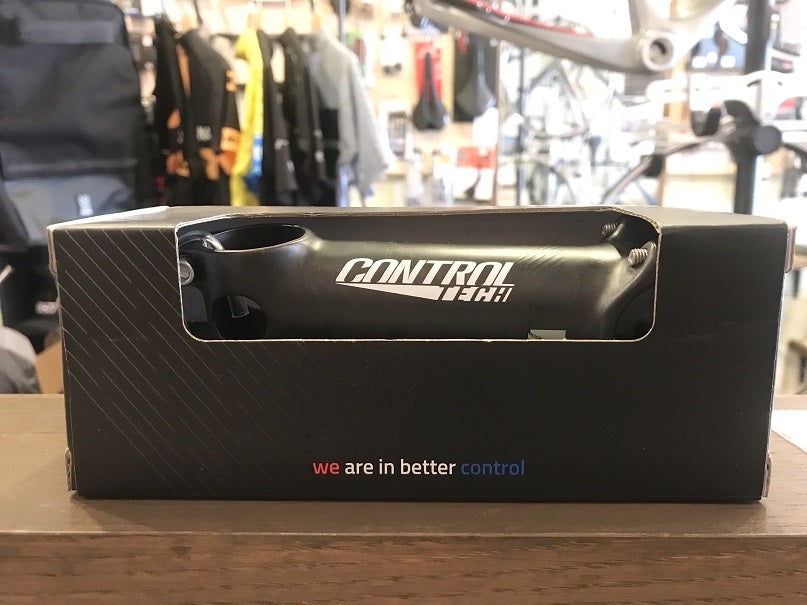 CONTROL
TECH
we are in better control